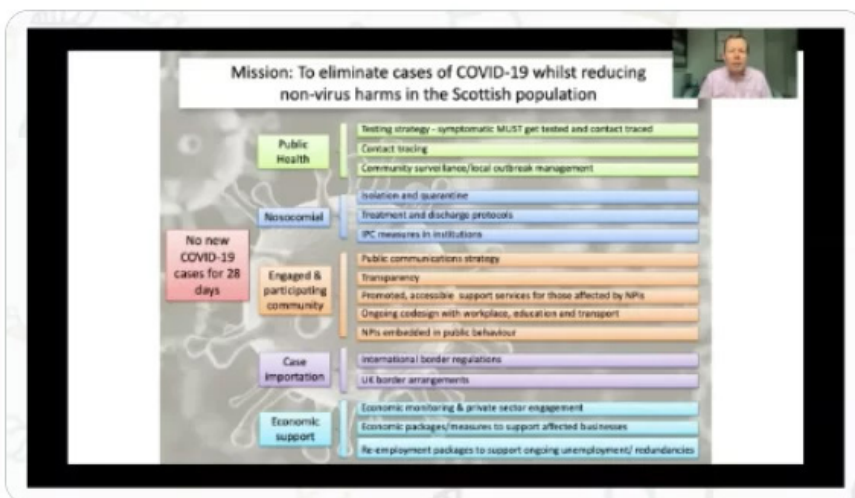 Mission: To eliminate cases of COVID-19 whilst reducing
non-virus harms in the Scottish population
No new
COVID-19
cases for 28
days
Public
Health
Testing strategy - symptomatic MUST get tested and contact traced
Contact tracing
Community surveillance/local outbreak management
Nosocomial
Isolation and quarantine
Treatment and discharge protocols
IPC measures in institutions
Engaged &
participating
community
Public communications strategy
Transparency
Promoted, accessible support services for those affected by NPIs
Ongoing codesign with workplace, education and transport
NPIs embedded in public behaviour
Case
importation
International border regulations
UK border arrangements
Economic
support
Economic monitoring & private sector engagement
Economic packages/measures to support affected businesses
Re-employment packages to support ongoing unemployment/ redundancies